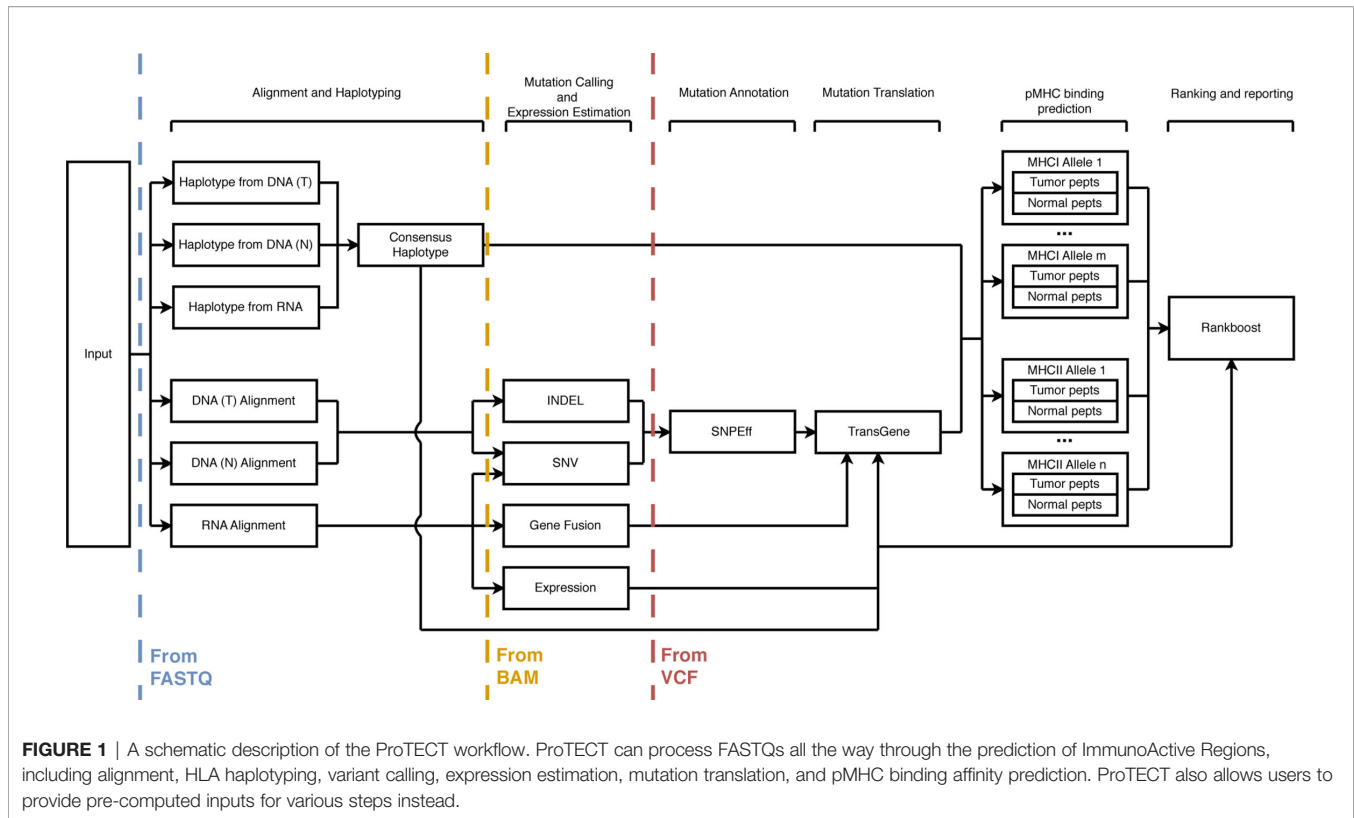 Alignment and Haplotyping
Mutation Calling
and
Expression Estimation
Mutation Annotation
Mutation Translation
pMHC binding
prediction
Ranking and reporting
Input
Haplotype from DNA (T)
Haplotype from DNA (N)
Haplotype from RNA
DNA (T) Alignment
DNA (N) Alignment
RNA Alignment
Consensus
Haplotype
INDEL
SNV
Gene Fusion
Expression
SNPEff
TransGene
MHCI Allele 1
Tumor pepts
Normal pepts
...
MHCI Allele m
Tumor pepts
Normal pepts
MHCII Allele 1
Tumor pepts
Normal pepts
...
MHCII Allele n
Tumor pepts
Normal pepts
Rankboost
From
FASTQ
From
BAM
From
VCF
FIGURE 1 | A schematic description of the ProTECT workflow. ProTECT can process FASTQs all the way through the prediction of ImmunoActive Regions,
including alignment, HLA haplotyping, variant calling, expression estimation, mutation translation, and pMHC binding affinity prediction. ProTECT also allows users to
provide pre-computed inputs for various steps instead.